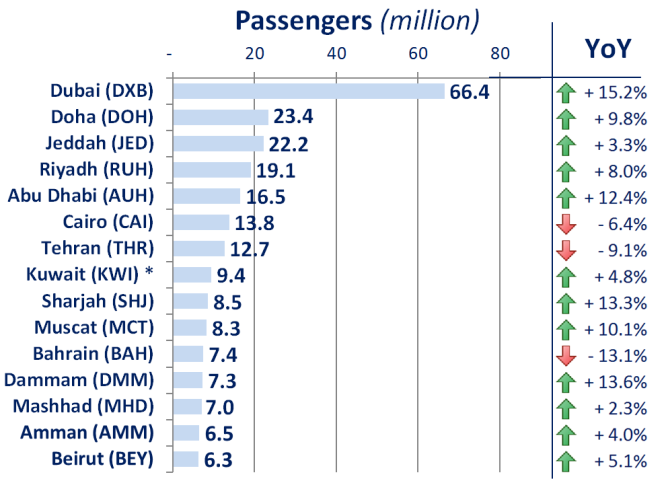 Passengers (million)
YoY
- 20 40 60 80
Dubai (DXB) 66.4 + 15.2%
Doha (DOH) 23.4 + 9.8%
Jeddah (JED) 22.2 + 3.3%
Riyadh (RUH) 19.1 + 8.0%
Abu Dhabi (AUH) 16.5 + 12.4%
Cairo (CAI) 13.8 - 6.4%
Tehran (THR) 12.7 - 9.1%
Kuwait (KWI) * 9.4 + 4.8%
Sharjah (SHJ) 8.5 + 13.3%
Muscat (MCT) 8.3 + 10.1%
Bahrain (BAH) 7.4 - 13.1%
Dammam (DMM) 7.3 + 13.6%
Mashhad (MHD) 7.0 + 2.3%
Amman (AMM) 6.5 + 4.0%
Beirut (BEY) 6.3 + 5.1%